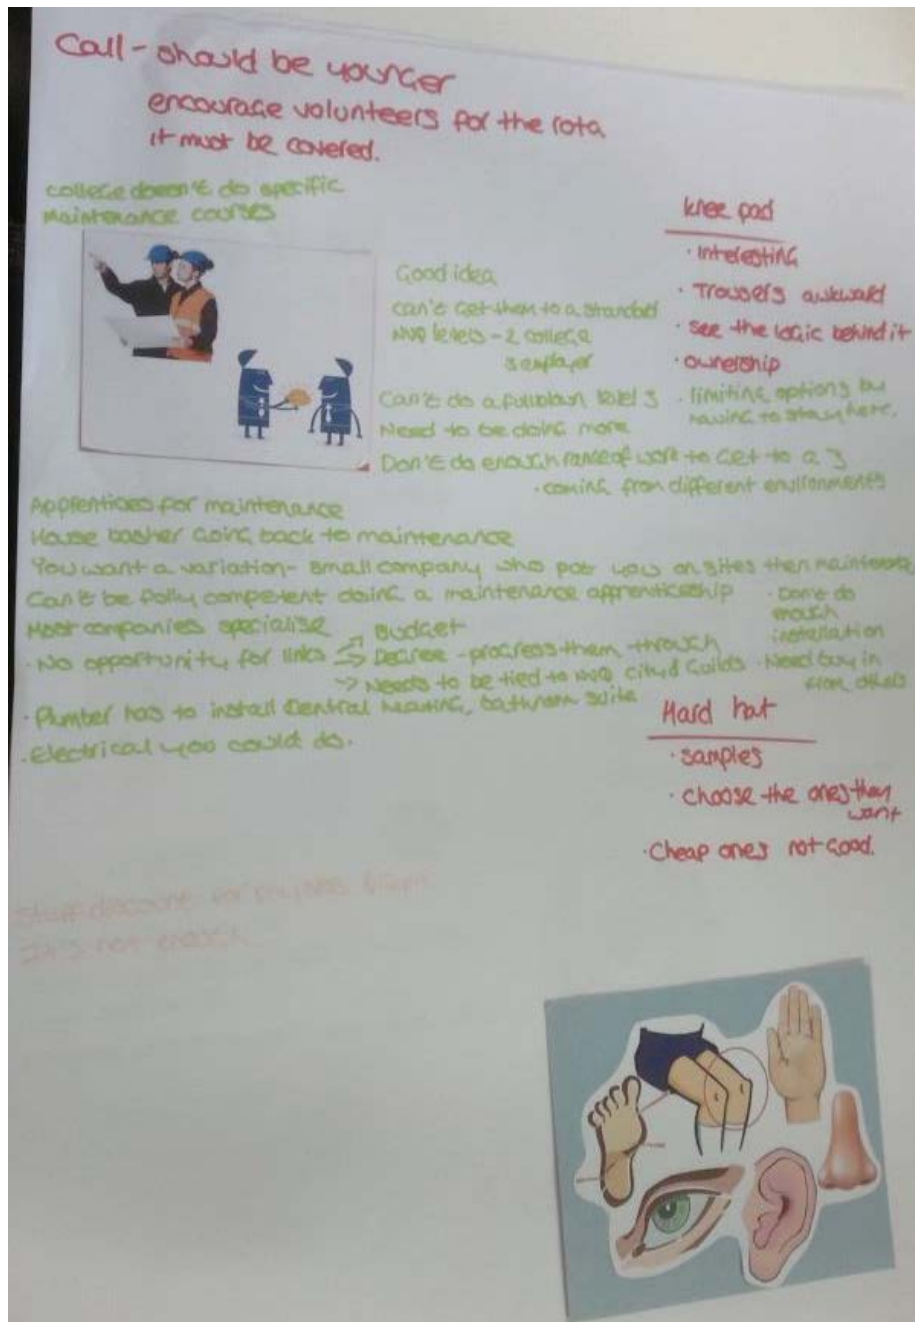 Call - should be younger
encourage volunteers for the rota
it must be covered.
college doesn't do specific
maintenance courses
Good idea
can't get them to a standard
NVQ levels - 2 college
3 employer
Can't do a level 3
Need to be doing more
Don't do enough range of work to get to a 3
· coming from different environments
knee pad
· interesting
· Trousers awkward
· see the logic behind it
· ownership
· limiting options by
having to stay here.
Apprentices for maintenance
House basher going back to maintenance
You want a variation - small company who put you on sites then
Can't be fully competent doing a maintenance apprenticeship
· Don't do
enough
installation
Most companies specialise
· No opportunity for links
→ Budget
→ Degree - progress them through
→ Needs to be tied to NVQ City & Guilds
· Need buy in
from others
· Plumber has to install central heating, bathroom suite
· Electrical you could do.
Hard hat
· samples
· choose the ones they
want
· Cheap ones not good.
Staff discount for
not enough